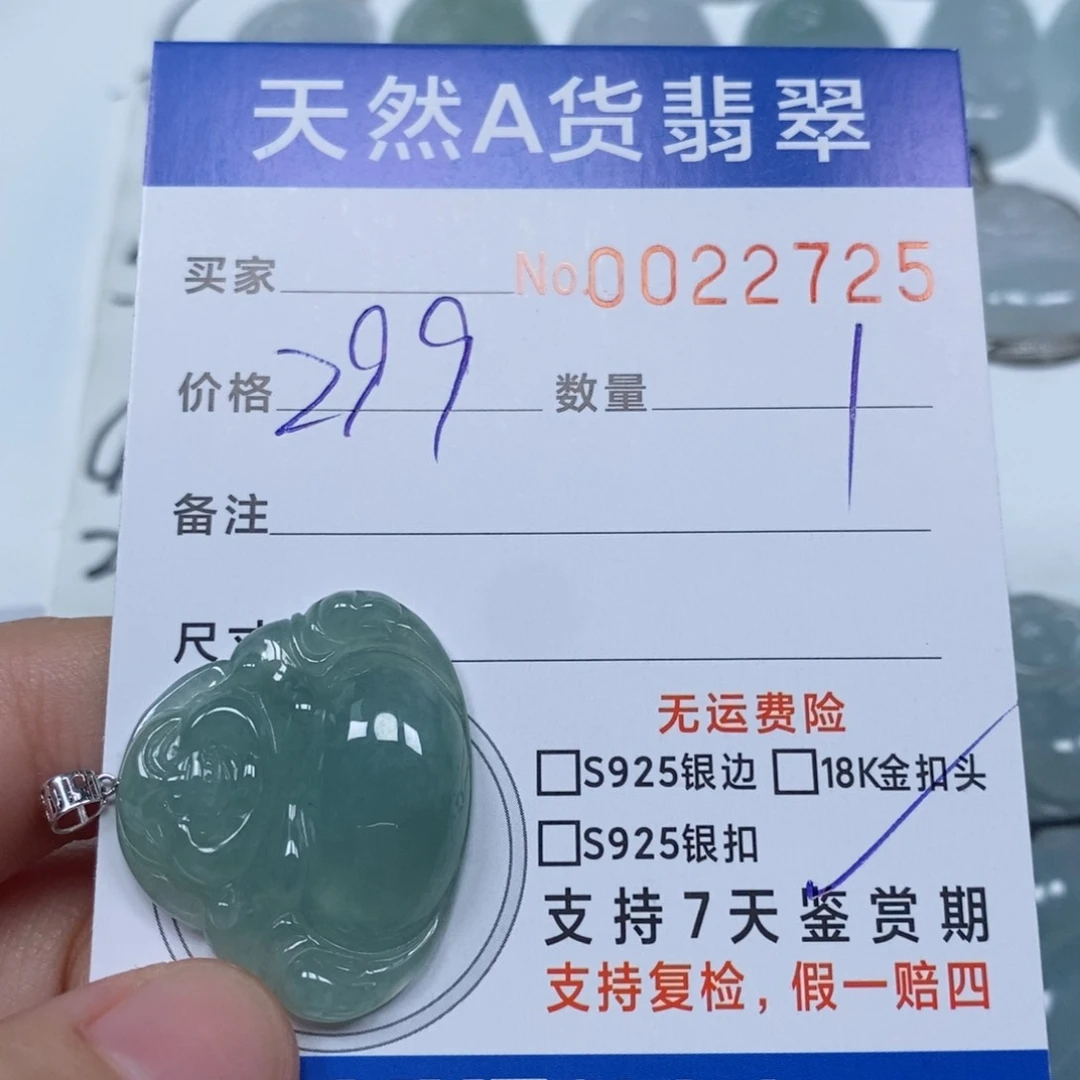 天然A货翡翠
买家 No.0022725
价格 299 数量 1
备注
尺寸
无运费险
□S925银边 □18K金扣头
□S925银扣
支持7天鉴赏期
支持复检，假一赔四